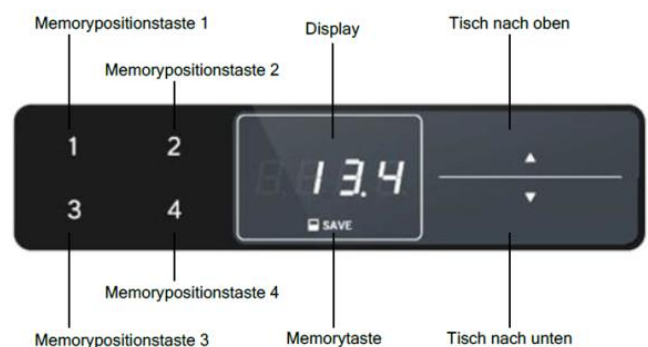 Memorypositionstaste 1
Display
Tisch nach oben
Memorypositionstaste 2
1
2
13.4
3
4
SAVE
Memorypositionstaste 4
Memorypositionstaste 3
Memorytaste
Tisch nach unten